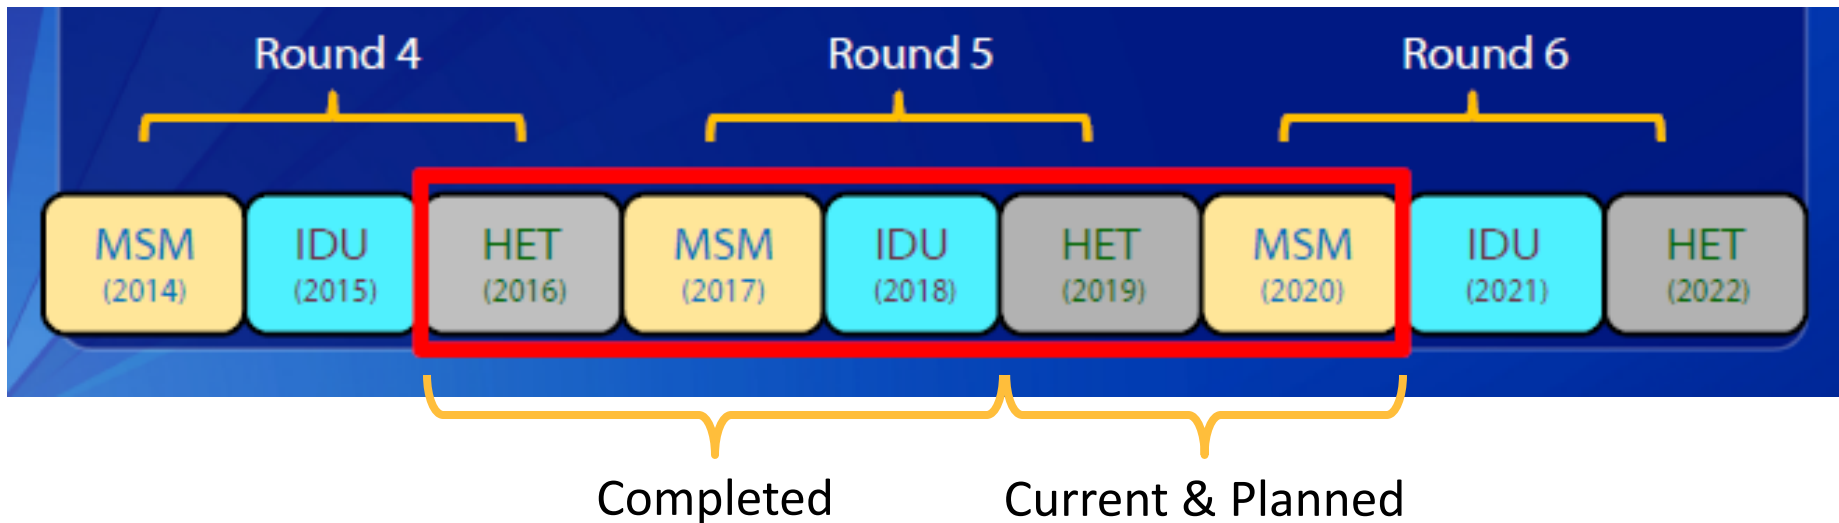 Round 4
Round 5
Round 6
MSM
(2014)
IDU
(2015)
HET
(2016)
MSM
(2017)
IDU
(2018)
HET
(2019)
MSM
(2020)
IDU
(2021)
HET
(2022)
Completed
Current & Planned